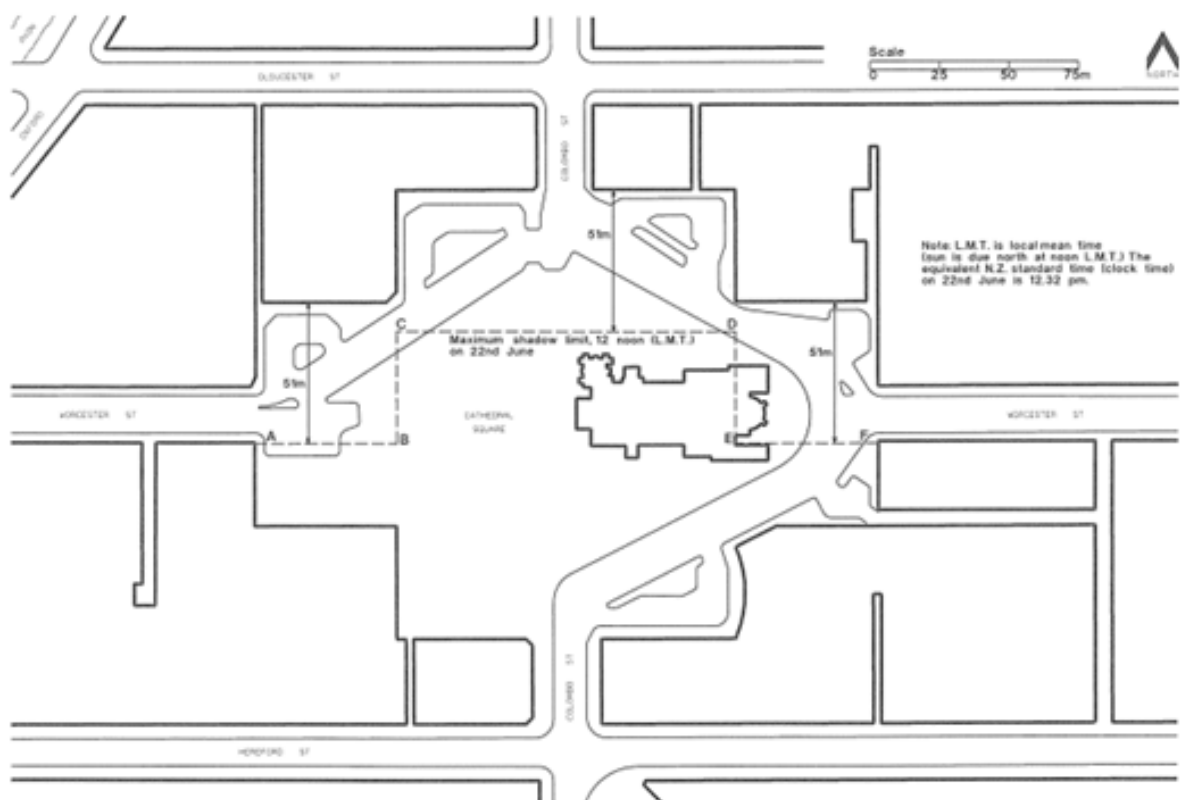 Scale
0 25 50 75m
NORTH
GLOUCESTER ST
OXFORD
COLOMBO ST
51m
Note: L.M.T. is local mean time
(sun is due north at noon L.M.T.) The
equivalent N.Z. standard time (clock time)
on 22nd June is 12.32 pm.
C
D
Maximum shadow limit, 12 noon (L.M.T.)
on 22nd June
51m
51m
WORCESTER ST
CATHEDRAL
SQUARE
WORCESTER ST
A
B
E
F
COLOMBO ST
HEREFORD ST